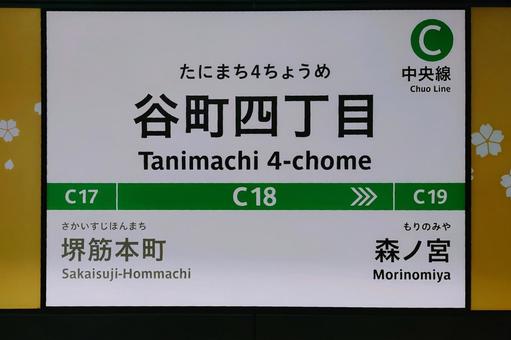 C
中央線
Chuo Line
たにまち4ちょうめ
谷町四丁目
Tanimachi 4-chome
C17 C18 C19
さかいすじほんまち
堺筋本町
Sakaisuji-Hommachi
もりのみや
森ノ宮
Morinomiya